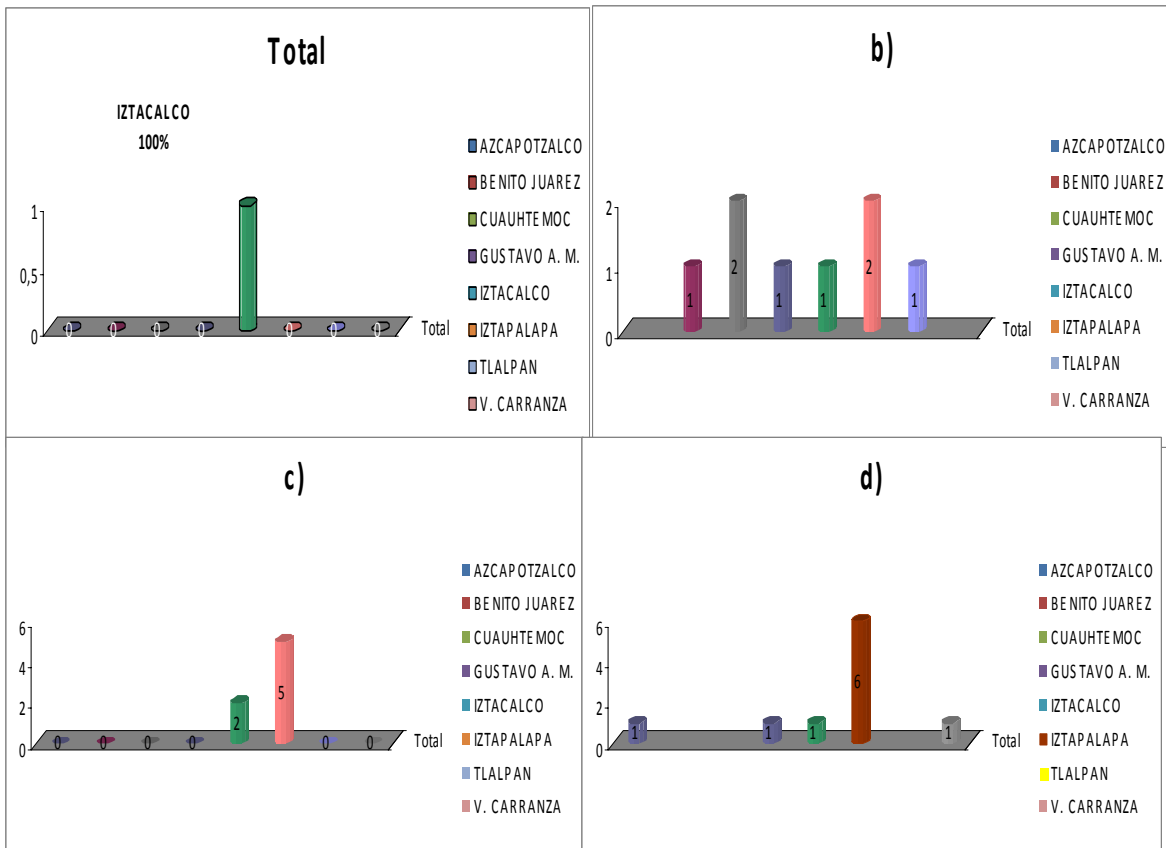 Total
IZTACALCO
100%
1
0,5
0
0 0 0 0 0 0 0
Total
AZCAPOTZALCO
BENITO JUAREZ
CUAUHTEMOC
GUSTAVO A. M.
IZTACALCO
IZTAPALAPA
TLALPAN
V. CARRANZA
b)
2
1
0
1 2 1 1 2 1
Total
AZCAPOTZALCO
BENITO JUAREZ
CUAUHTEMOC
GUSTAVO A. M.
IZTACALCO
IZTAPALAPA
TLALPAN
V. CARRANZA
c)
6
4
2
0
0 0 0 0 2 5 0 0
Total
AZCAPOTZALCO
BENITO JUAREZ
CUAUHTEMOC
GUSTAVO A. M.
IZTACALCO
IZTAPALAPA
TLALPAN
V. CARRANZA
d)
6
4
2
0
1 1 1 6 1
Total
AZCAPOTZALCO
BENITO JUAREZ
CUAUHTEMOC
GUSTAVO A. M.
IZTACALCO
IZTAPALAPA
TLALPAN
V. CARRANZA